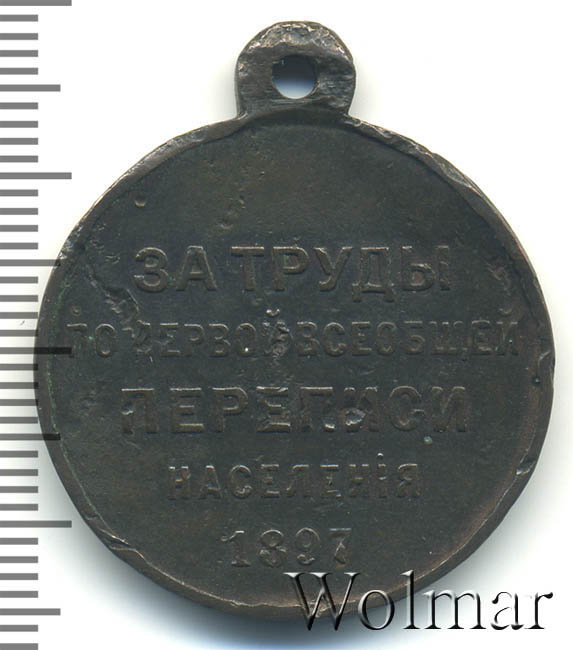 ЗА ТРУДЫ
ПО ПЕРВОЙ ВСЕОБЩЕЙ
ПЕРЕПИСИ
НАСЕЛЕНІЯ
1897
Wolmar